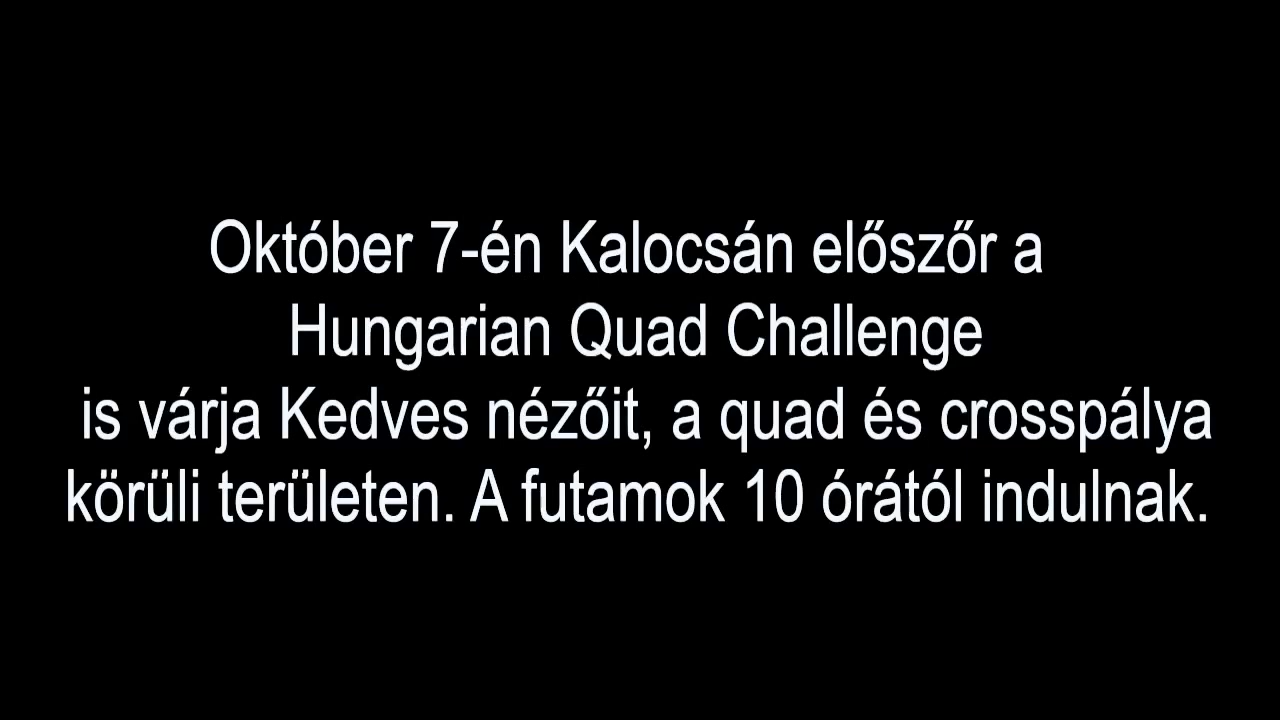 Október 7-én Kalocsán előszőr a
Hungarian Quad Challenge
is várja Kedves nézőit, a quad és crosspálya
körüli területen. A futamok 10 órától indulnak.